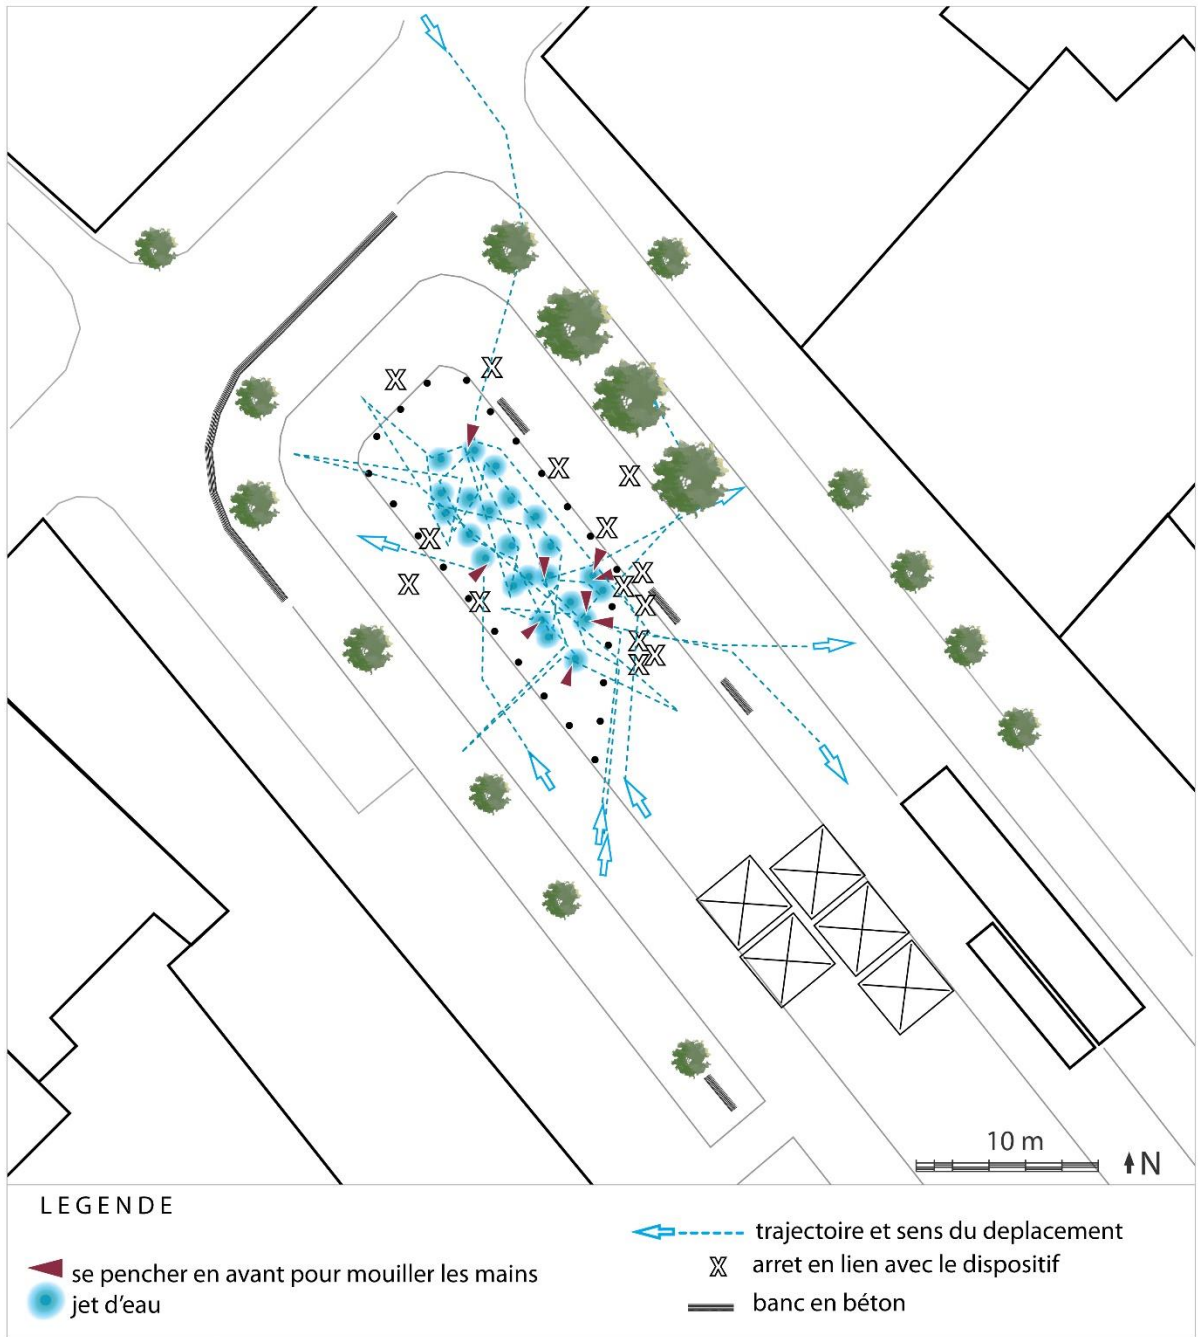 10 m
N
LEGENDE
se pencher en avant pour mouiller les mains
jet d'eau
trajectoire et sens du deplacement
X arret en lien avec le dispositif
banc en béton